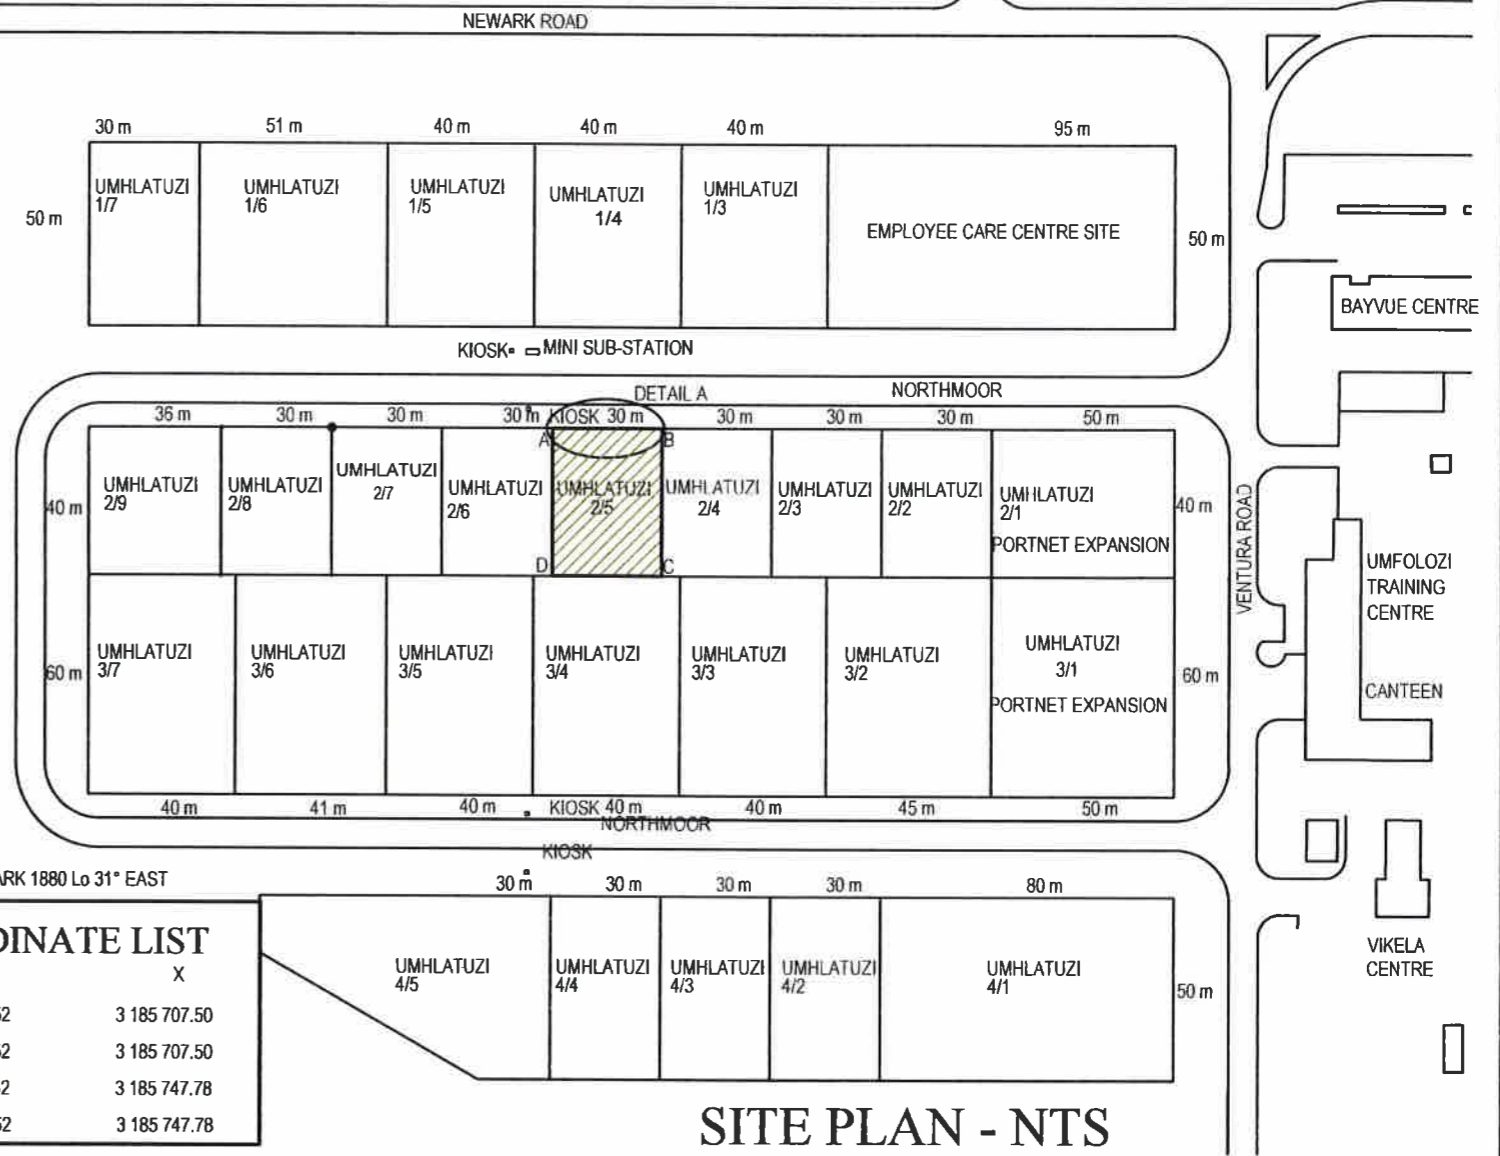 NEWARK ROAD
30 m 51 m 40 m 40 m 40 m 95 m
UMHLATUZI
1/7
UMHLATUZI
1/6
UMHLATUZI
1/5
UMHLATUZI
1/4
UMHLATUZI
1/3
EMPLOYEE CARE CENTRE SITE
50 m
50 m
BAYVUE CENTRE
KIOSK MINI SUB-STATION
DETAIL A
NORTHMOOR
36 m 30 m 30 m 30 m KIOSK 30 m 30 m 30 m 30 m 50 m
A B
UMHLATUZI
2/9
UMHLATUZI
2/8
UMHLATUZI
2/7
UMHLATUZI
2/6
UMHLATUZI
2/5
UMHLATUZI
2/4
UMHLATUZI
2/3
UMHLATUZI
2/2
UMHLATUZI
2/1
PORTNET EXPANSION
40 m
40 m
D C
VENTURA ROAD
UMFOLOZI
TRAINING
CENTRE
UMHLATUZI
3/7
UMHLATUZI
3/6
UMHLATUZI
3/5
UMHLATUZI
3/4
UMHLATUZI
3/3
UMHLATUZI
3/2
UMHLATUZI
3/1
PORTNET EXPANSION
60 m
60 m
CANTEEN
40 m 41 m 40 m KIOSK 40 m 40 m 45 m 50 m
NORTHMOOR
KIOSK
ARK 1880 Lo 31° EAST
30 m 30 m 30 m 30 m 80 m
DINATE LIST
X
52 3 185 707.50
52 3 185 707.50
52 3 185 747.78
52 3 185 747.78
UMHLATUZI
4/5
UMHLATUZI
4/4
UMHLATUZI
4/3
UMHLATUZI
4/2
UMHLATUZI
4/1
50 m
VIKELA
CENTRE
SITE PLAN - NTS